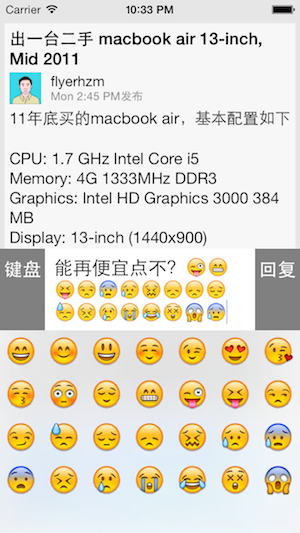 Carrier 10:33 PM
出一台二手 macbook air 13-inch,
Mid 2011
flyerhzm
Mon 2:45 PM发布
11年底买的macbook air，基本配置如下
CPU: 1.7 GHz Intel Core i5
Memory: 4G 1333MHz DDR3
Graphics: Intel HD Graphics 3000 384
MB
Display: 13-inch (1440x900)
键盘
能再便宜点不? 😜😁
😝😞😰😥😓😖😔😞😣
😓😥😰😫😭😂😵😱😨
回复